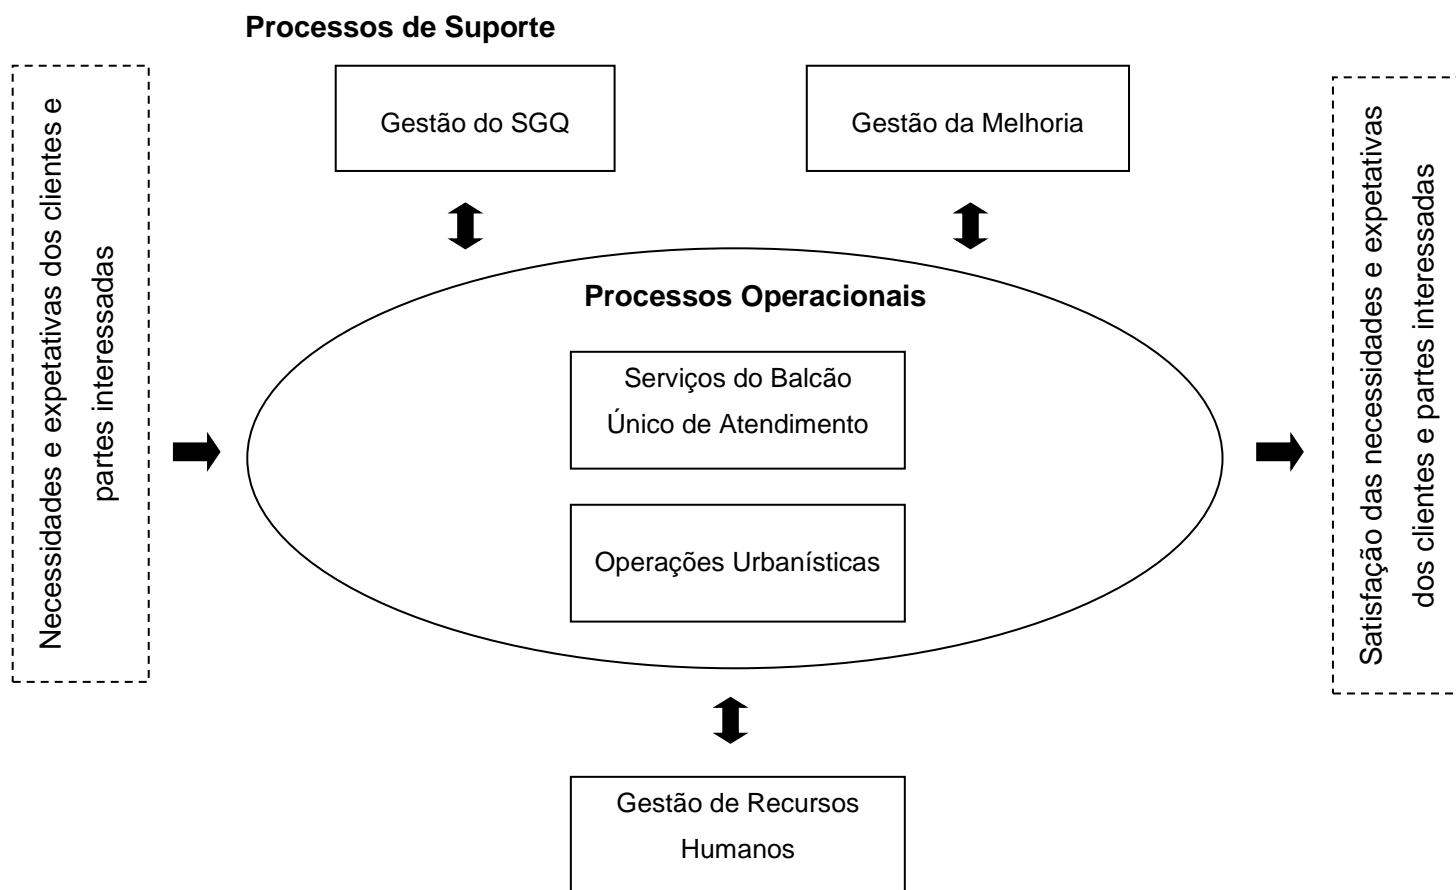 Processos de Suporte
Necessidades e expetativas dos clientes e
partes interessadas
Gestão do SGQ
Gestão da Melhoria
Processos Operacionais
Serviços do Balcão
Único de Atendimento
Operações Urbanísticas
Gestão de Recursos
Humanos
Satisfação das necessidades e expetativas
dos clientes e partes interessadas